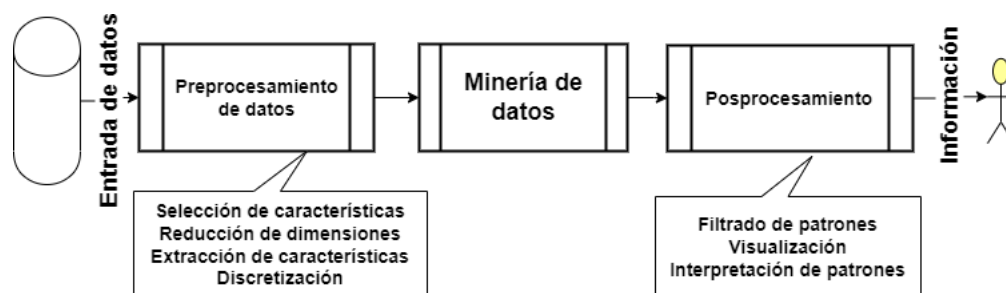 Entrada de datos
Preprocesamiento
de datos
Minería de
datos
Posprocesamiento
Información
Selección de características
Reducción de dimensiones
Extracción de características
Discretización
Filtrado de patrones
Visualización
Interpretación de patrones